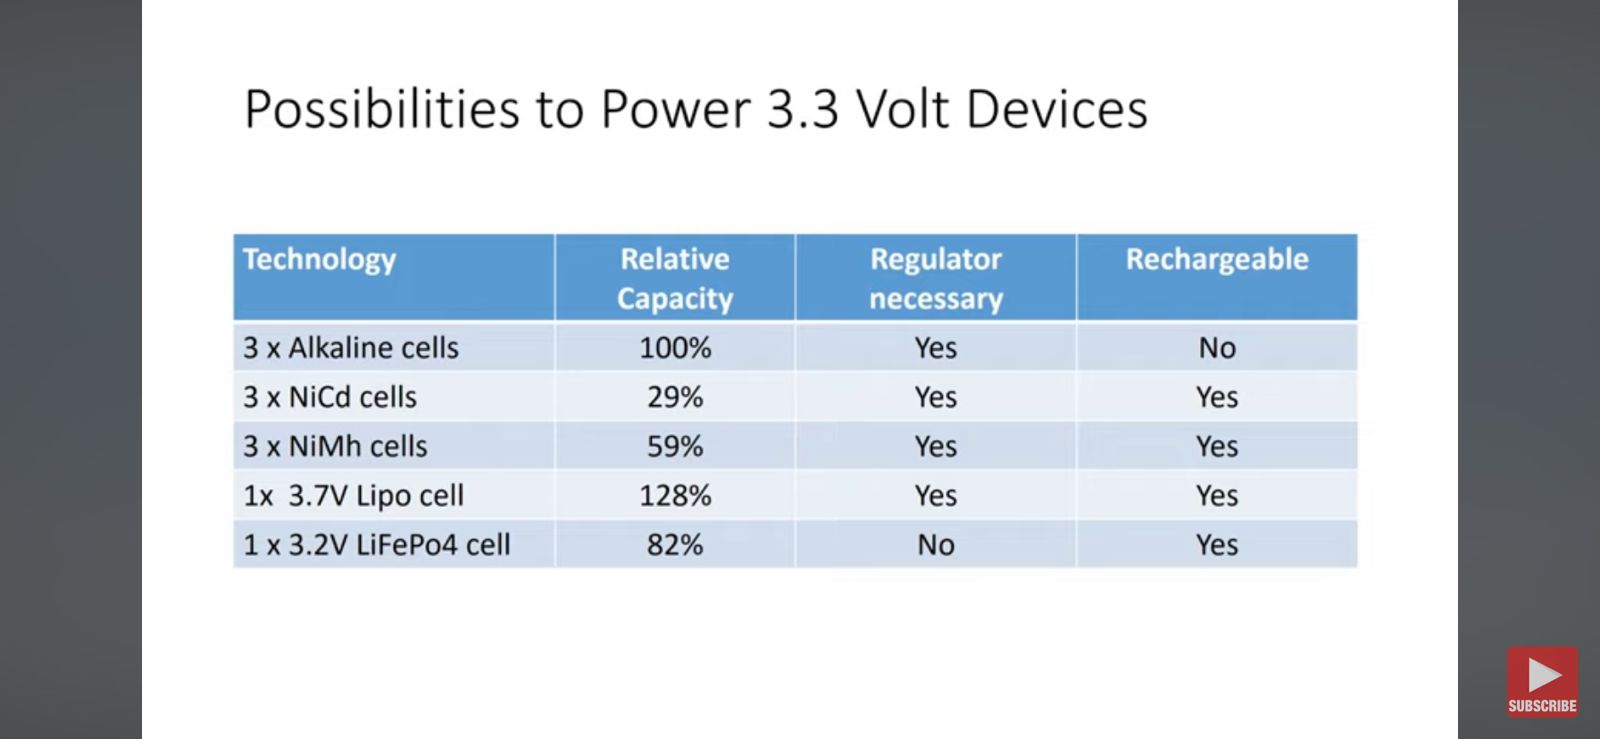 Possibilities to Power 3.3 Volt Devices
Technology Relative Capacity Regulator necessary Rechargeable
3 x Alkaline cells 100% Yes No
3 x NiCd cells 29% Yes Yes
3 x NiMh cells 59% Yes Yes
1x 3.7V Lipo cell 128% Yes Yes
1 x 3.2V LiFePo4 cell 82% No Yes
SUBSCRIBE